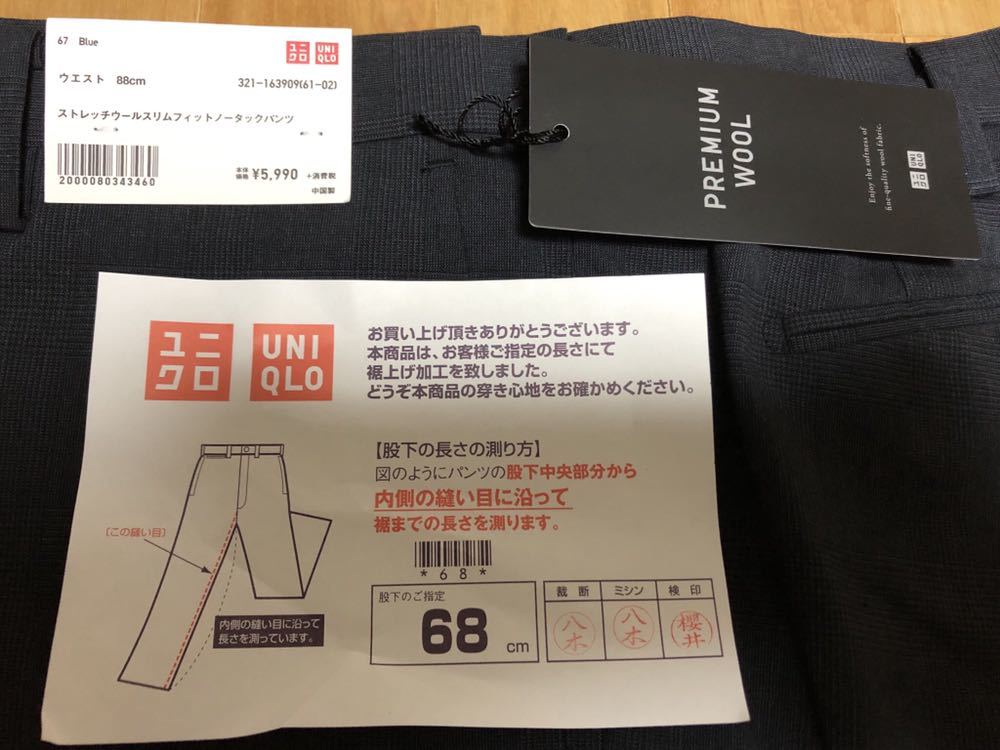 67 Blue
ユニクロ
UNIQLO
ウエスト 88cm
321-163909(61-02)
ストレッチウールスリムフィットノータックパンツ
2000080343460
本体価格 ¥5,990 +消費税
中国製
PREMIUM
WOOL
Enjoy the softness of
fine-quality wool fabric.
ユニクロ
UNIQLO
ユニクロ
UNIQLO
お買い上げ頂きありがとうございます。
本商品は、お客様ご指定の長さにて
裾上げ加工を致しました。
どうぞ本商品の穿き心地をお確かめください。
【股下の長さの測り方】
図のようにパンツの股下中央部分から
内側の縫い目に沿って
裾までの長さを測ります。
[この縫い目]
内側の縫い目に沿って
長さを測っています。
*68*
股下のご指定
68 cm
裁断 ミシン 検印
八木 八木 櫻井